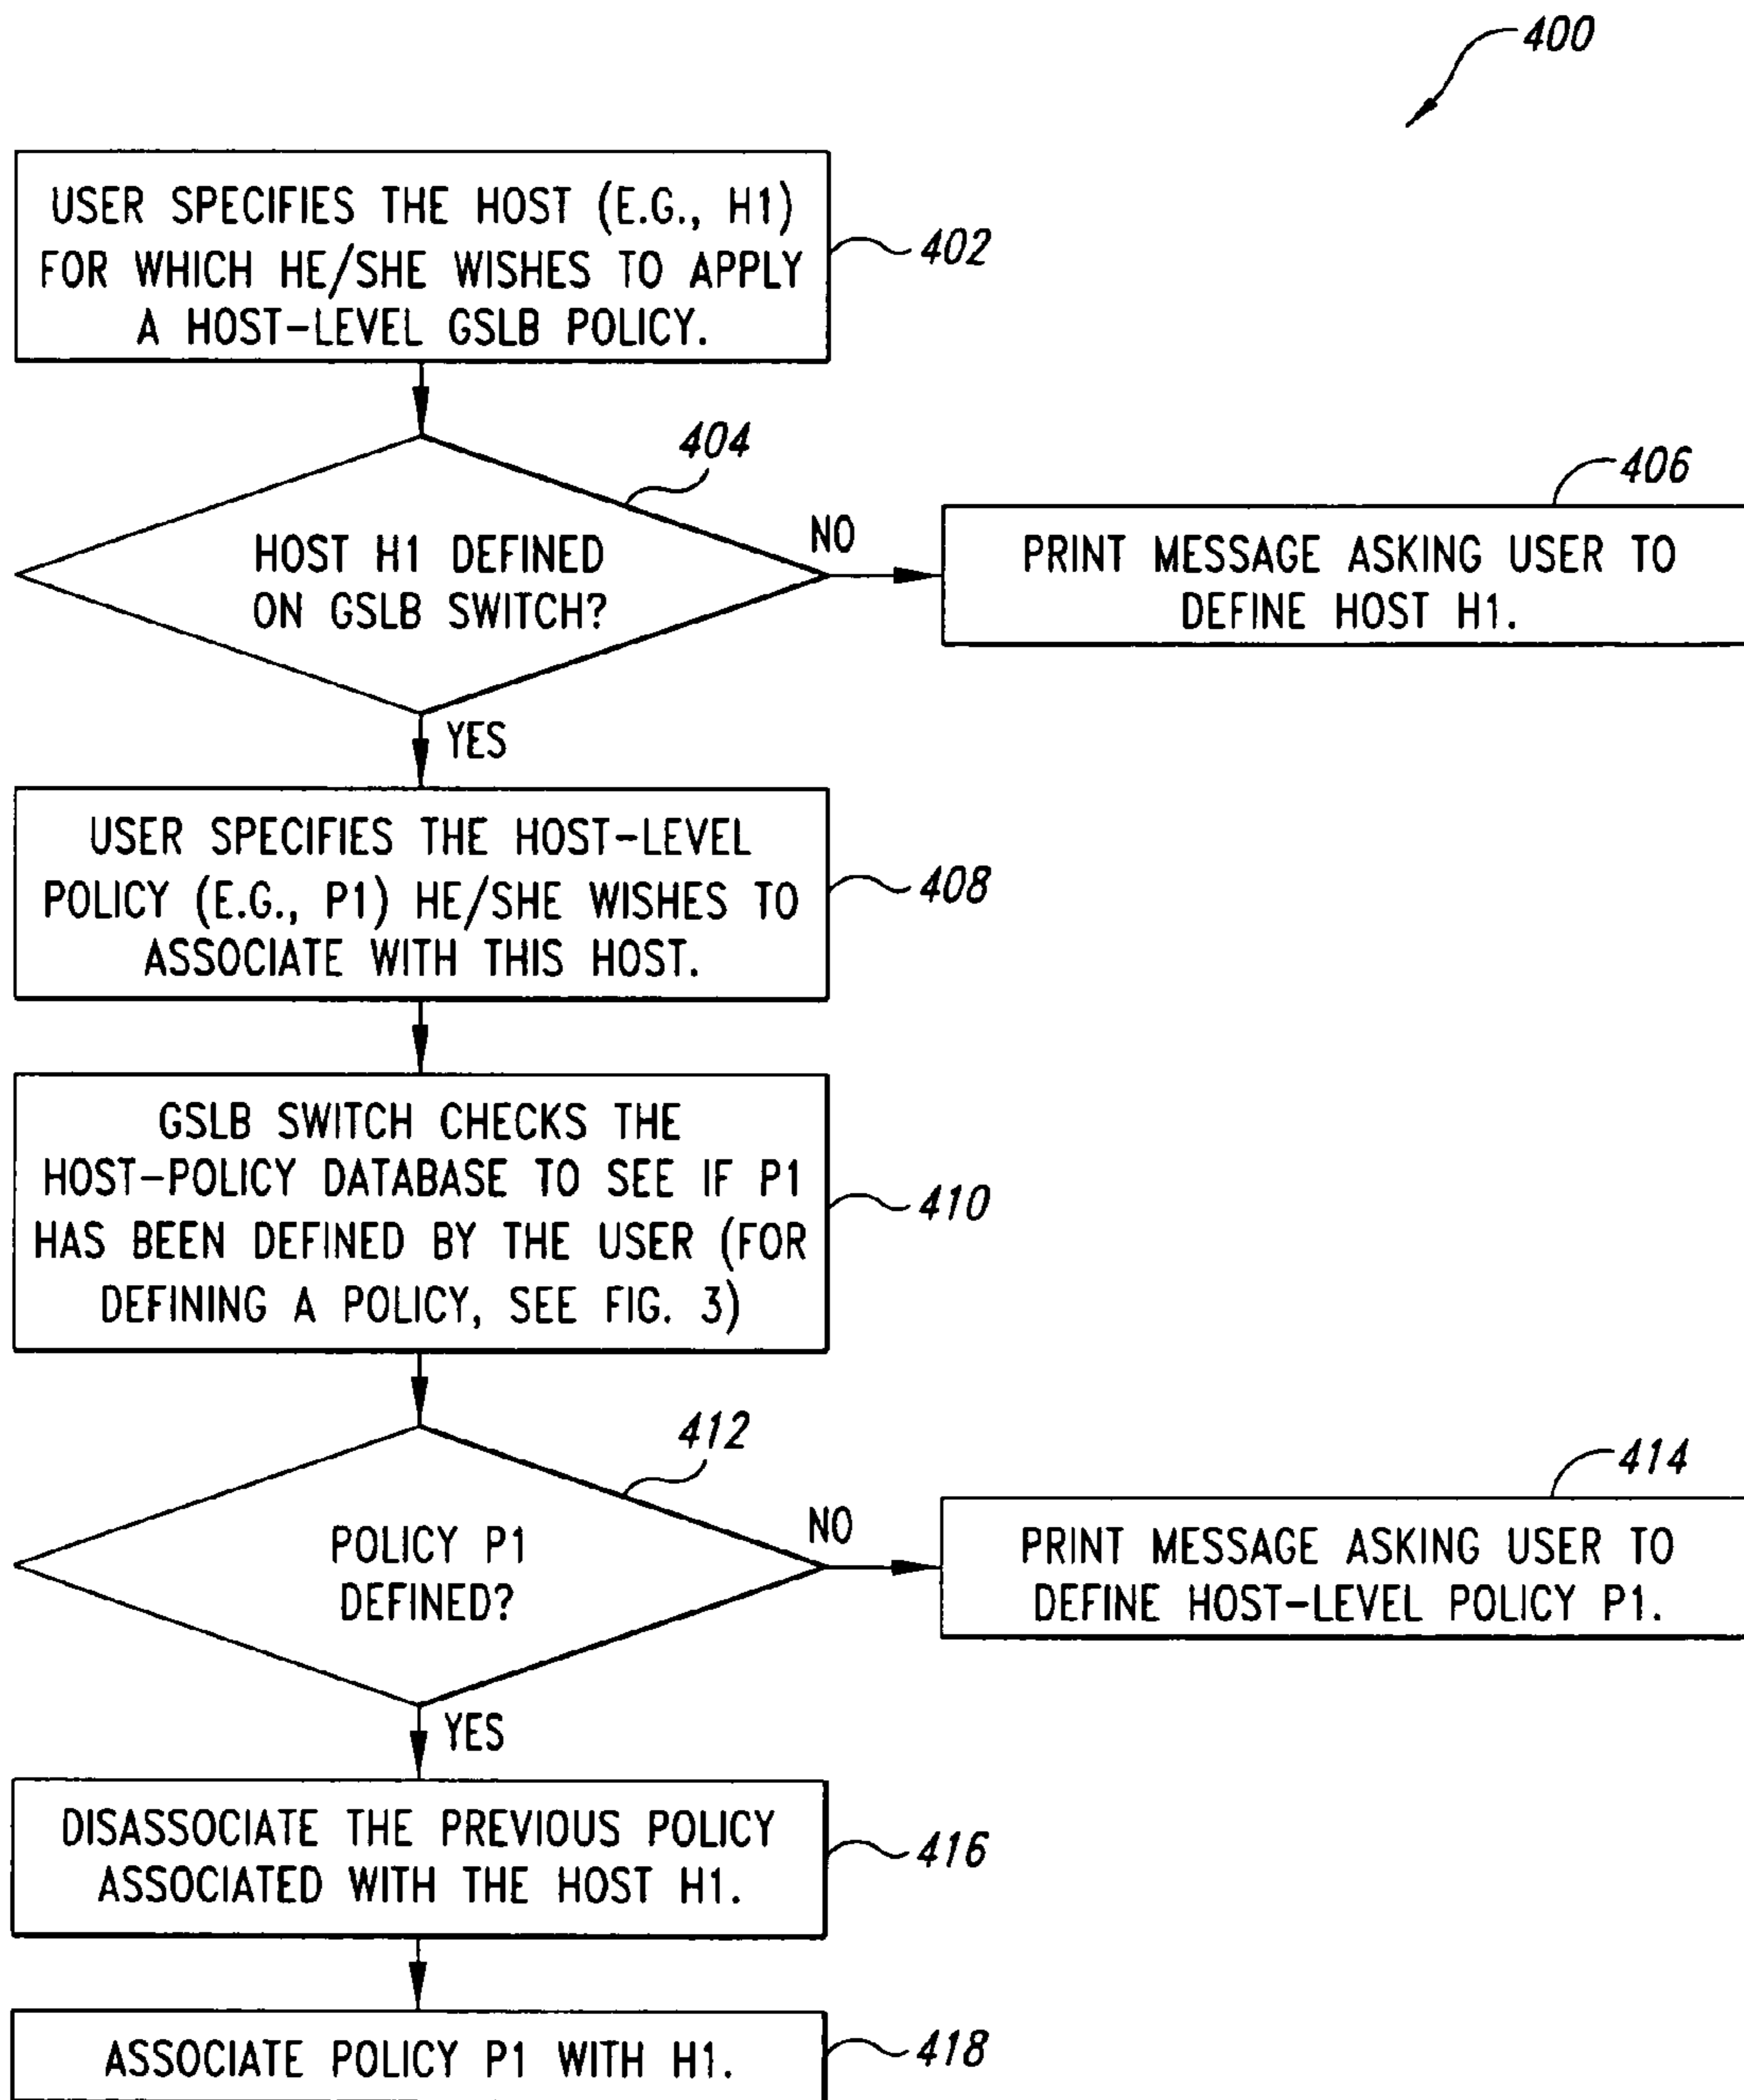 400
USER SPECIFIES THE HOST (E.G., H1)
FOR WHICH HE/SHE WISHES TO APPLY
A HOST-LEVEL GSLB POLICY.
402
404
HOST H1 DEFINED
ON GSLB SWITCH?
NO
406
PRINT MESSAGE ASKING USER TO
DEFINE HOST H1.
YES
USER SPECIFIES THE HOST-LEVEL
POLICY (E.G., P1) HE/SHE WISHES TO
ASSOCIATE WITH THIS HOST.
408
GSLB SWITCH CHECKS THE
HOST-POLICY DATABASE TO SEE IF P1
HAS BEEN DEFINED BY THE USER (FOR
DEFINING A POLICY, SEE FIG. 3)
410
412
POLICY P1
DEFINED?
NO
414
PRINT MESSAGE ASKING USER TO
DEFINE HOST-LEVEL POLICY P1.
YES
DISASSOCIATE THE PREVIOUS POLICY
ASSOCIATED WITH THE HOST H1.
416
ASSOCIATE POLICY P1 WITH H1.
418